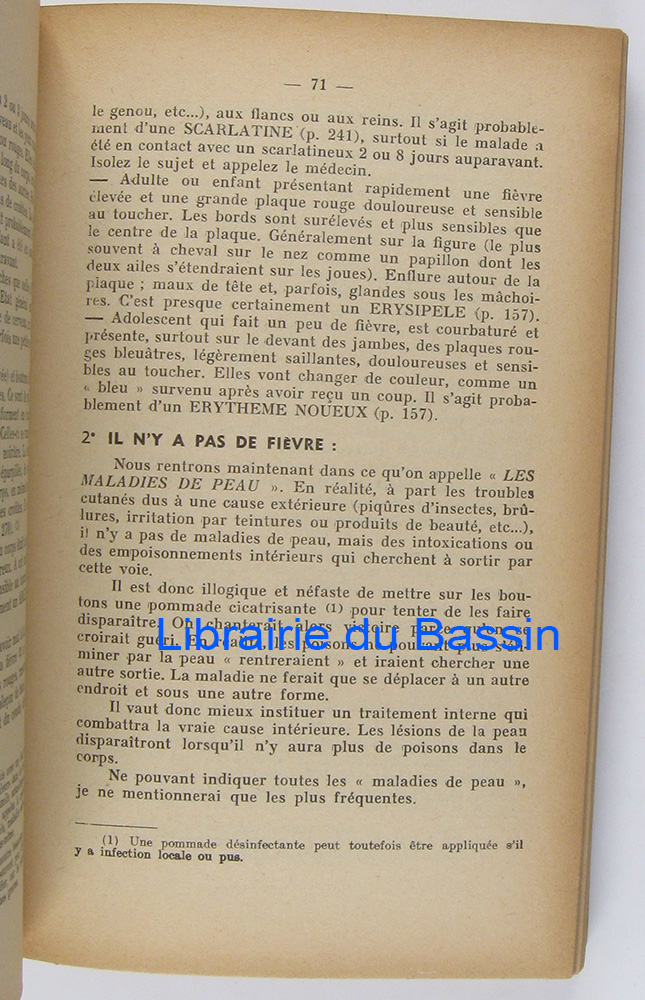 — 71 —
le genou, etc...), aux flancs ou aux reins. Il s'agit probable-
ment d'une SCARLATINE (p. 241), surtout si le malade a
été en contact avec un scarlatineux 2 ou 8 jours auparavant.
Isolez le sujet et appelez le médecin.
— Adulte ou enfant présentant rapidement une fièvre
élevée et une grande plaque rouge douloureuse et sensible
au toucher. Les bords sont surélevés et plus sensibles que
le centre de la plaque. Généralement sur la figure (le plus
souvent à cheval sur le nez comme un papillon dont les
deux ailes s'étendraient sur les joues). Enflure autour de la
plaque ; maux de tête et, parfois, glandes sous les mâchoi-
res. C'est presque certainement un ERYSIPELE (p. 157).
— Adolescent qui fait un peu de fièvre, est courbaturé et
présente, surtout sur le devant des jambes, des plaques rou-
ges bleuâtres, légèrement saillantes, douloureuses et sensi-
bles au toucher. Elles vont changer de couleur, comme un
« bleu » survenu après avoir reçu un coup. Il s'agit proba-
blement d'un ERYTHEME NOUEUX (p. 157).
2° IL N'Y A PAS DE FIÈVRE :
Nous rentrons maintenant dans ce qu'on appelle « LES
MALADIES DE PEAU ». En réalité, à part les troubles
cutanés dus à une cause extérieure (piqûres d'insectes, brû-
lures, irritation par teintures ou produits de beauté, etc...),
il n'y a pas de maladies de peau, mais des intoxications ou
des empoisonnements intérieurs qui cherchent à sortir par
cette voie.
Il est donc illogique et néfaste de mettre sur les bou-
tons une pommade cicatrisante (1) pour tenter de les faire
disparaître. On chanterait alors victoire parce qu'on se
croirait guéri. En réalité, les poisons ne pouvant plus s'éli-
miner par la peau « rentreraient » et iraient chercher une
autre sortie. La maladie ne ferait que se déplacer à un autre
endroit et sous une autre forme.
Il vaut donc mieux instituer un traitement interne qui
combattra la vraie cause intérieure. Les lésions de la peau
disparaîtront lorsqu'il n'y aura plus de poisons dans le
corps.
Ne pouvant indiquer toutes les « maladies de peau »,
je ne mentionnerai que les plus fréquentes.
(1) Une pommade désinfectante peut toutefois être appliquée s'il
y a infection locale ou pus.
Librairie du Bassin